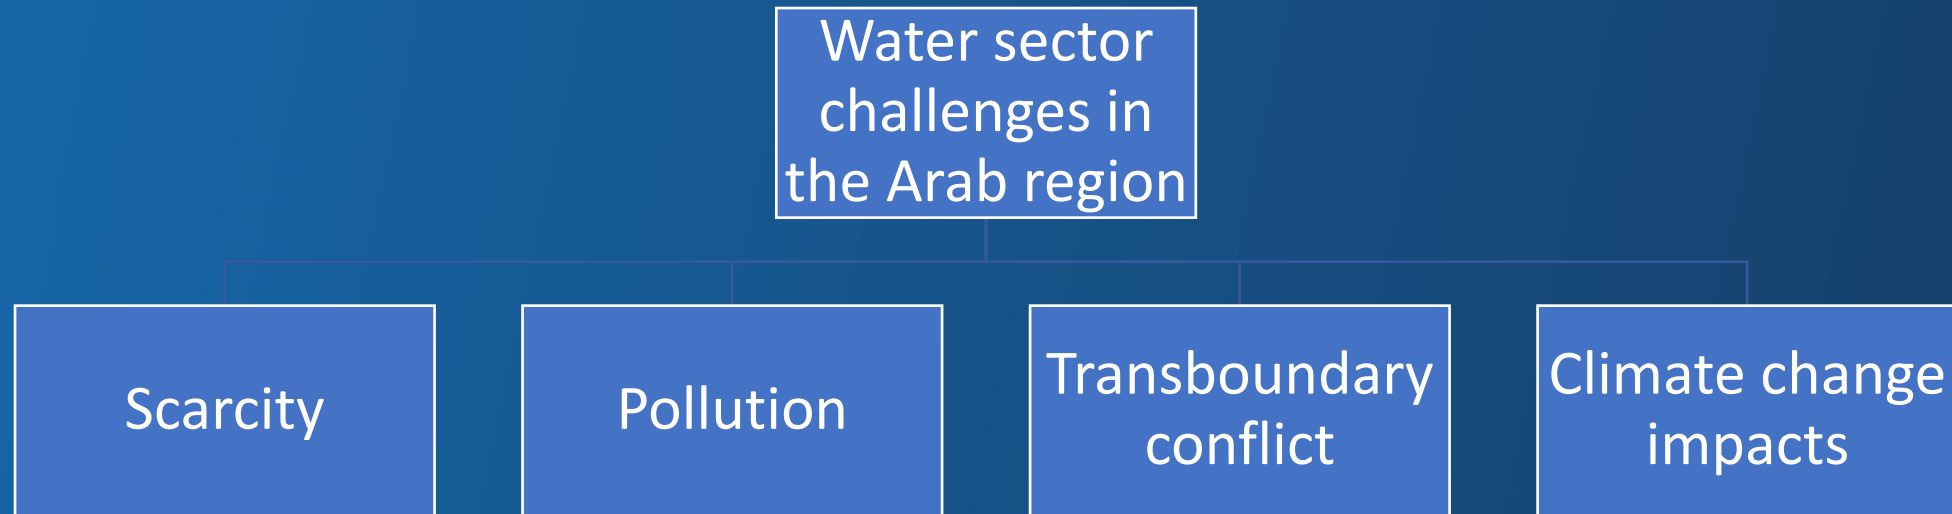 Water sector
challenges in
the Arab region
Scarcity
Pollution
Transboundary
conflict
Climate change
impacts